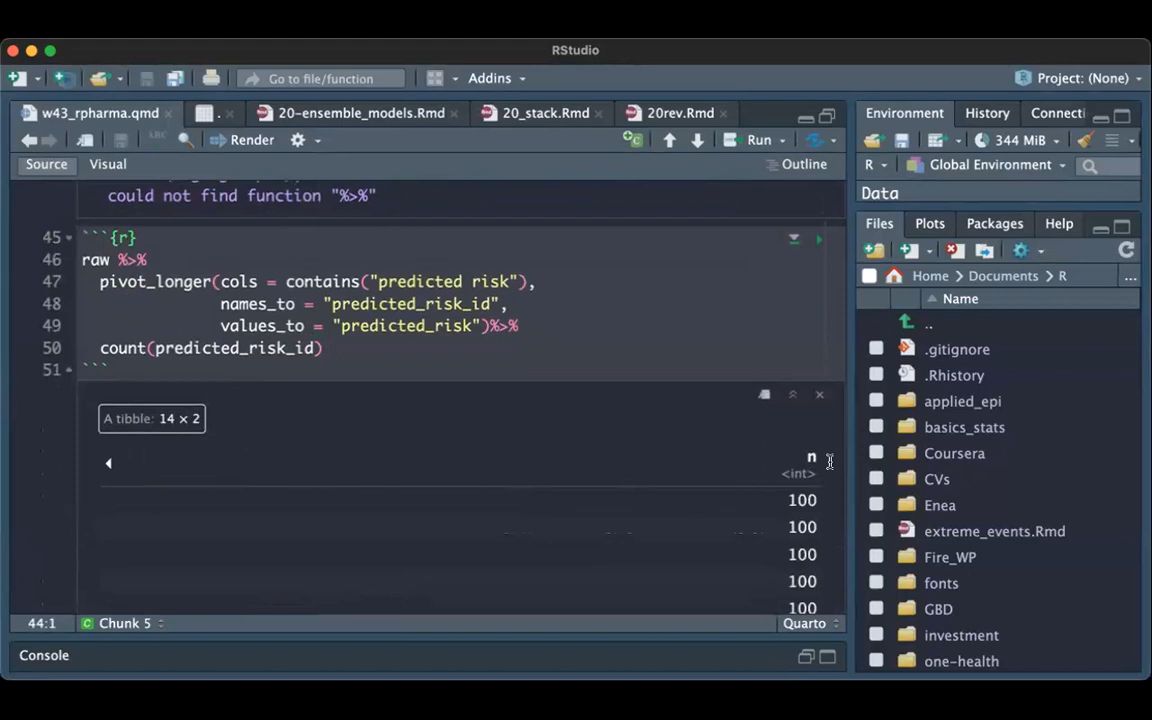 RStudio
Go to file/function
Addins
Project: (None)
w43_rpharma.qmd
.
20-ensemble_models.Rmd
20_stack.Rmd
20rev.Rmd
Render
Run
Source
Visual
Outline
could not find function "%>%"
45 ```{r}
46 raw %>%
47 pivot_longer(cols = contains("predicted risk"),
48 names_to = "predicted_risk_id",
49 values_to = "predicted_risk")%>%
50 count(predicted_risk_id)
51 ```
A tibble: 14 × 2
n
<int>
100
100
100
100
100
44:1
Chunk 5
Quarto
Console
Environment
History
Connecti
344 MiB
R
Global Environment
Data
Files
Plots
Packages
Help
Home
Documents
R
...
Name
..
.gitignore
.Rhistory
applied_epi
basics_stats
Coursera
CVs
Enea
extreme_events.Rmd
Fire_WP
fonts
GBD
investment
one-health